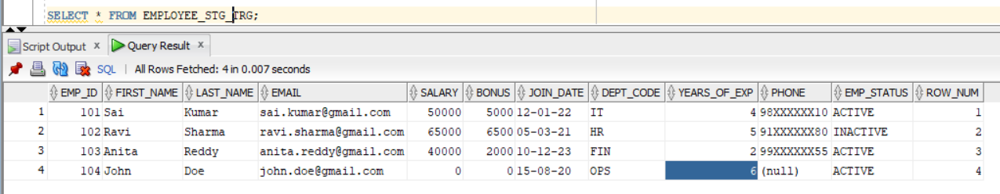 SELECT * FROM EMPLOYEE_STG_TRG;
Script Output x Query Result x
SQL | All Rows Fetched: 4 in 0.007 seconds
EMP_ID FIRST_NAME LAST_NAME EMAIL SALARY BONUS JOIN_DATE DEPT_CODE YEARS_OF_EXP PHONE EMP_STATUS ROW_NUM
1 101 Sai Kumar sai.kumar@gmail.com 50000 5000 12-01-22 IT 4 98XXXXXX10 ACTIVE 1
2 102 Ravi Sharma ravi.sharma@gmail.com 65000 6500 05-03-21 HR 5 91XXXXXX80 INACTIVE 2
3 103 Anita Reddy anita.reddy@gmail.com 40000 2000 10-12-23 FIN 2 99XXXXXX55 ACTIVE 3
4 104 John Doe john.doe@gmail.com 0 0 15-08-20 OPS 6 (null) ACTIVE 4